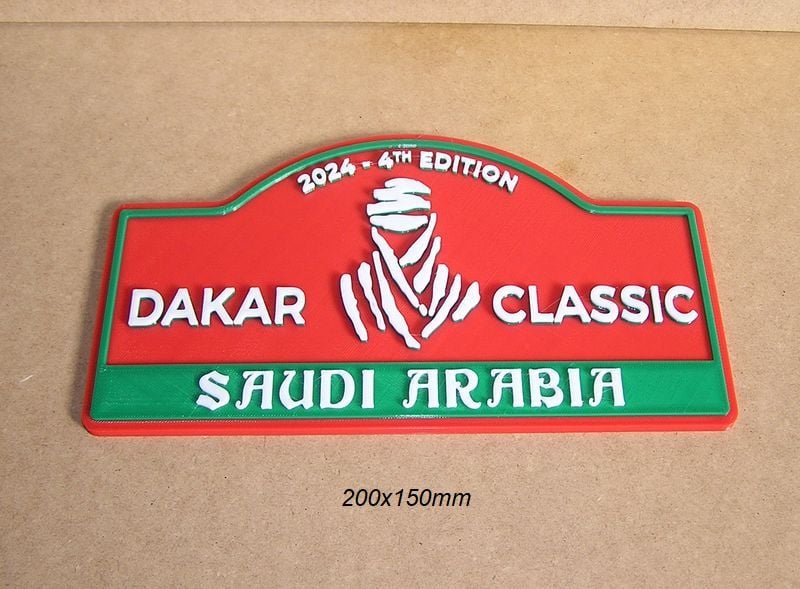 2024 - 4TH EDITION
DAKAR CLASSIC
SAUDI ARABIA
200x150mm